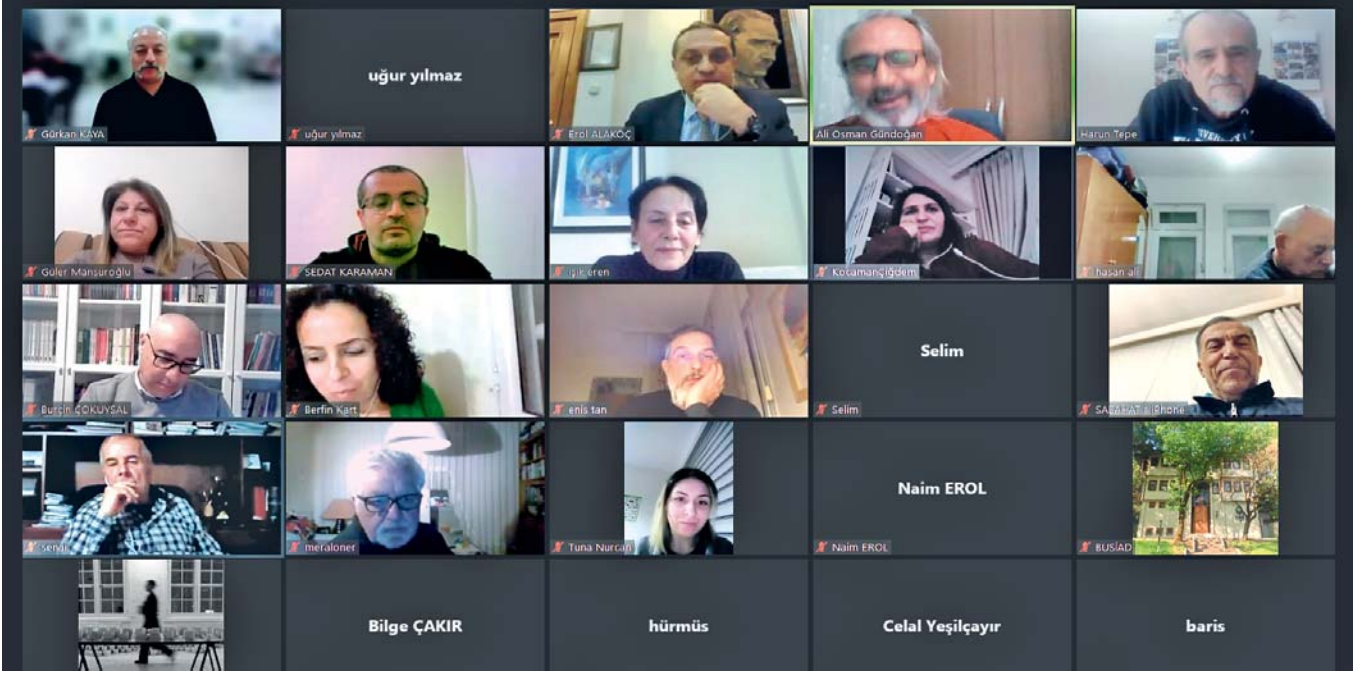 Gürkan KAYA
uğur yılmaz
uğur yılmaz
Erol ALAKOÇ
Ali Osman Gündoğan
Harun Tepe
Güler Mansuroğlu
SEDAT KARAMAN
ışık eren
KocamanÇiğdem
hasan ali
Burçin ÇOKUYSAL
Berfin Kart
enis tan
Selim
Selim
iPhone
meraloner
Tuna Nurcan
Naim EROL
Naim EROL
BUSİAD
Bilge ÇAKIR
hürmüs
Celal Yeşilçayır
baris